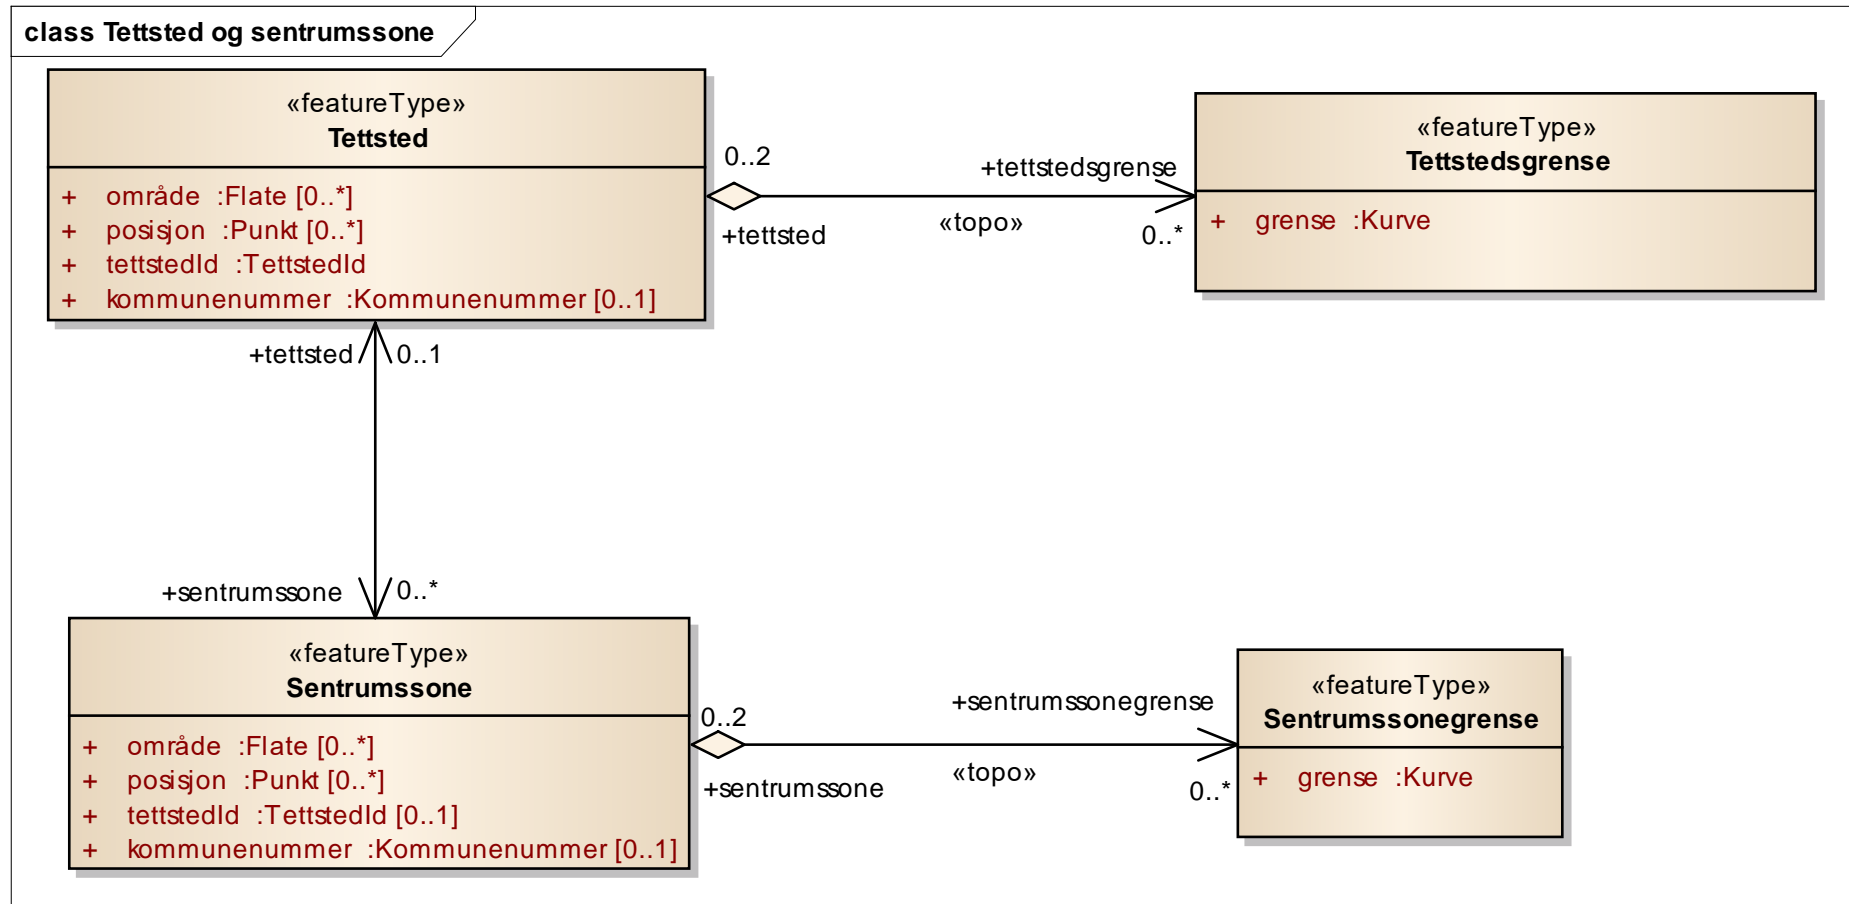 class Tettsted og sentrumssone
«featureType»
Tettsted
+ område :Flate [0..*]
+ posisjon :Punkt [0..*]
+ tettstedId :TettstedId
+ kommunenummer :Kommunenummer [0..1]
0..2
+tettsted
+tettstedsgrense
«topo»
0..*
«featureType»
Tettstedsgrense
+ grense :Kurve
+tettsted
0..1
+sentrumssone
0..*
«featureType»
Sentrumssone
+ område :Flate [0..*]
+ posisjon :Punkt [0..*]
+ tettstedId :TettstedId [0..1]
+ kommunenummer :Kommunenummer [0..1]
0..2
+sentrumssone
+sentrumssonegrense
«topo»
0..*
«featureType»
Sentrumssonegrense
+ grense :Kurve